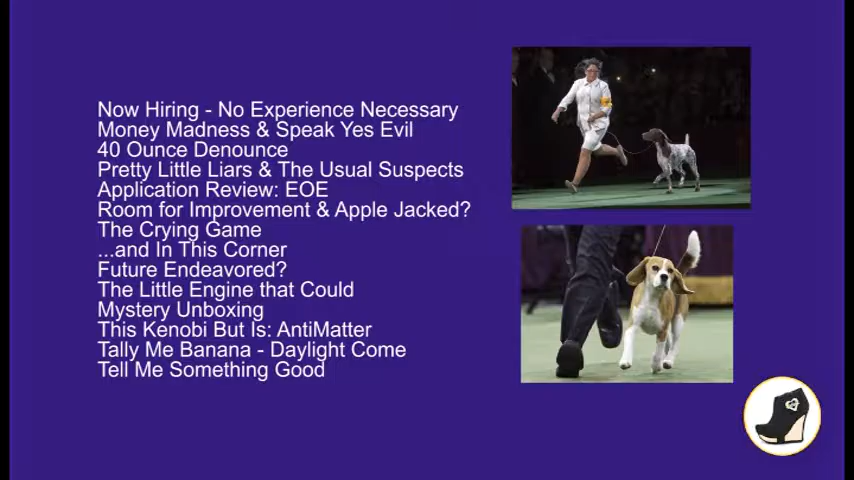 Now Hiring - No Experience Necessary
Money Madness & Speak Yes Evil
40 Ounce Denounce
Pretty Little Liars & The Usual Suspects
Application Review: EOE
Room for Improvement & Apple Jacked?
The Crying Game
...and In This Corner
Future Endeavored?
The Little Engine that Could
Mystery Unboxing
This Kenobi But Is: AntiMatter
Tally Me Banana - Daylight Come
Tell Me Something Good